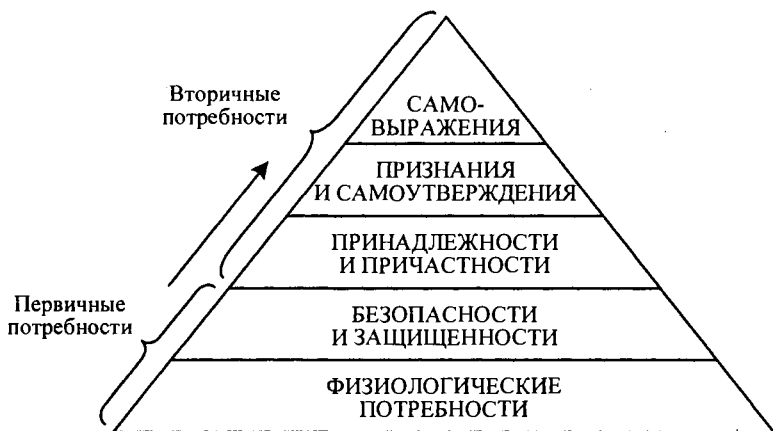 Вторичные
потребности
САМО-
ВЫРАЖЕНИЯ
ПРИЗНАНИЯ
И САМОУТВЕРЖДЕНИЯ
ПРИНАДЛЕЖНОСТИ
И ПРИЧАСТНОСТИ
Первичные
потребности
БЕЗОПАСНОСТИ
И ЗАЩИЩЕННОСТИ
ФИЗИОЛОГИЧЕСКИЕ
ПОТРЕБНОСТИ